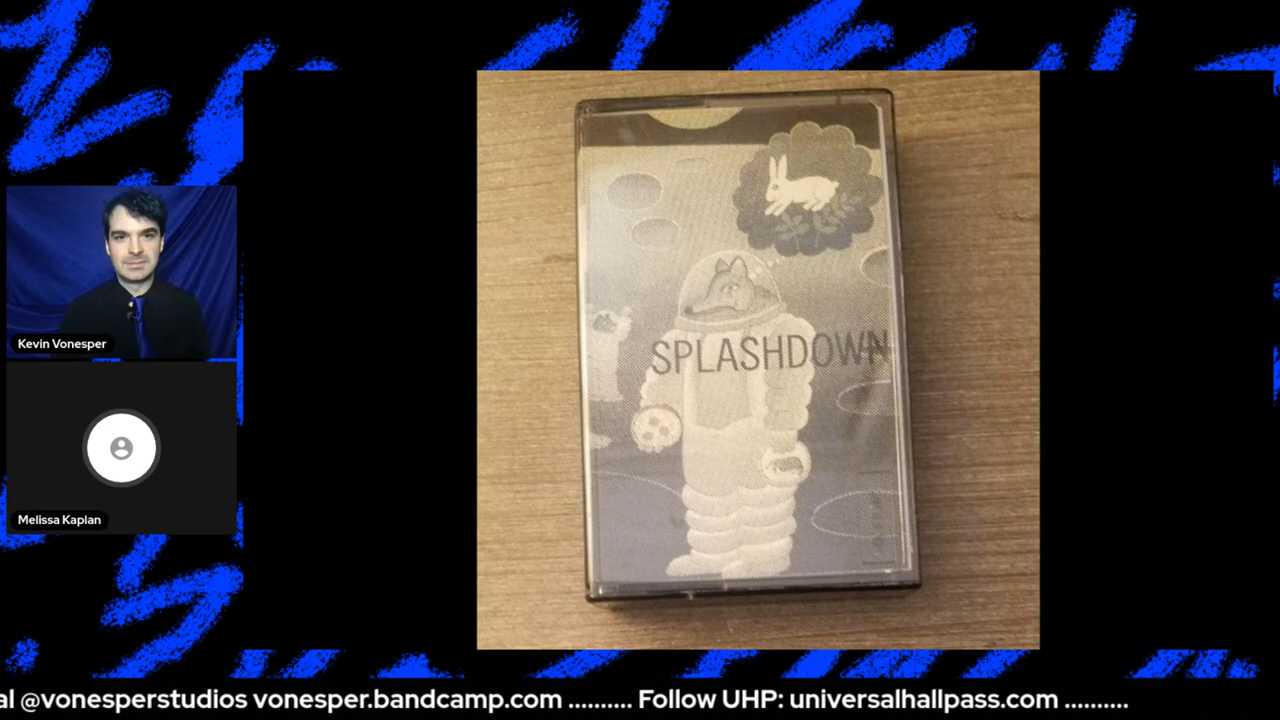 SPLASHDOWN
Kevin Vonesper
Melissa Kaplan
al @vonesperstudios vonesper.bandcamp.com .......... Follow UHP: universalhallpass.com ..........